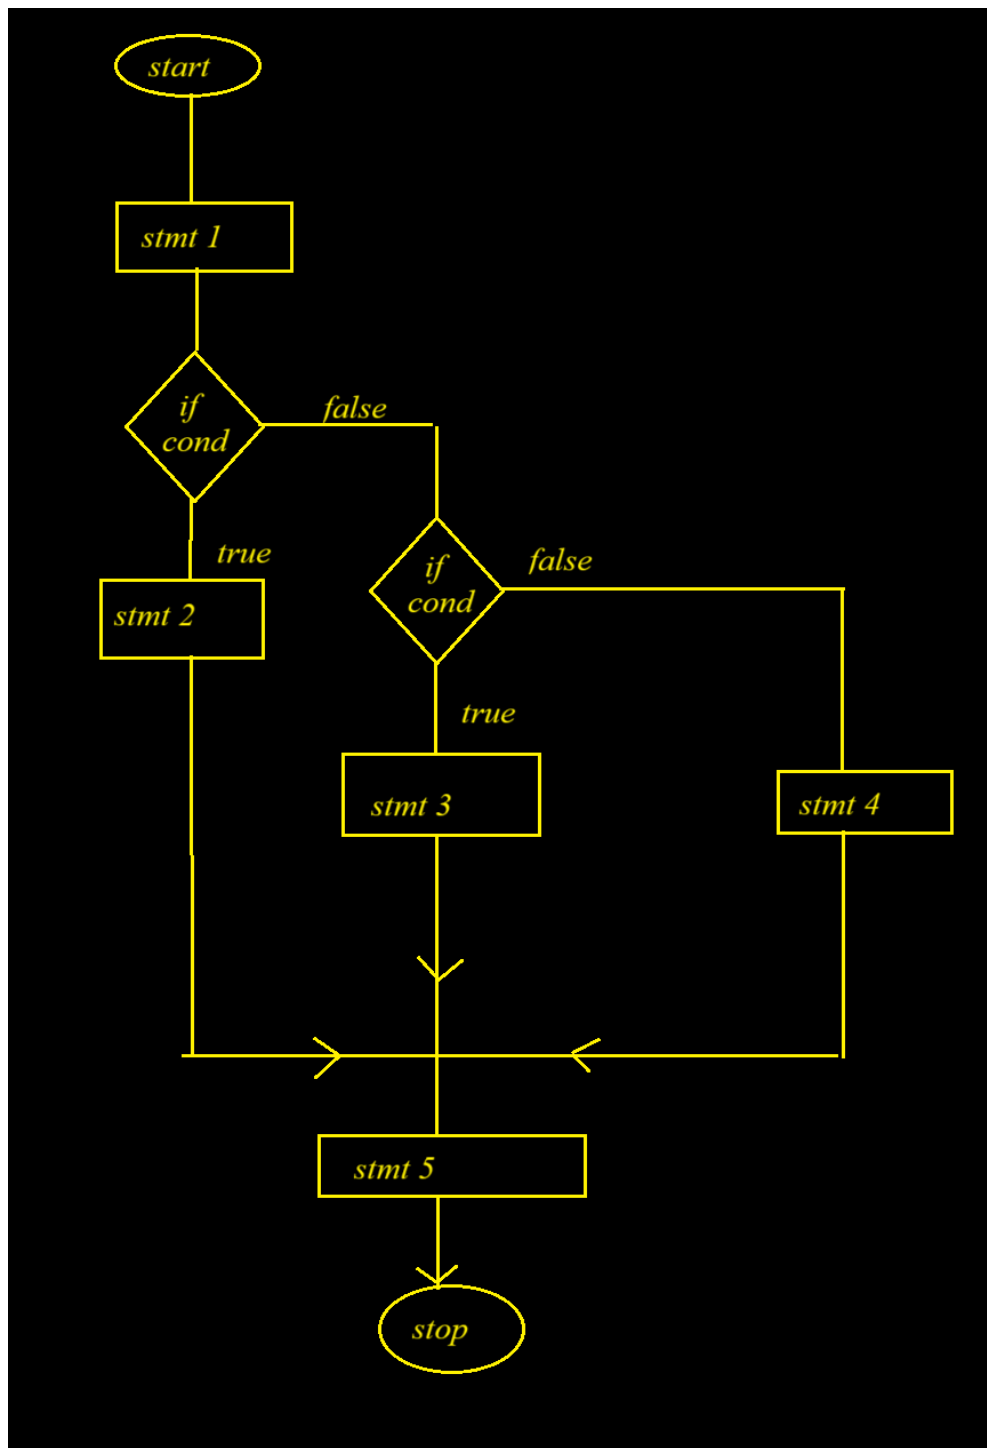 start
stmt 1
if
cond
false
true
stmt 2
if
cond
false
true
stmt 3
stmt 4
stmt 5
stop